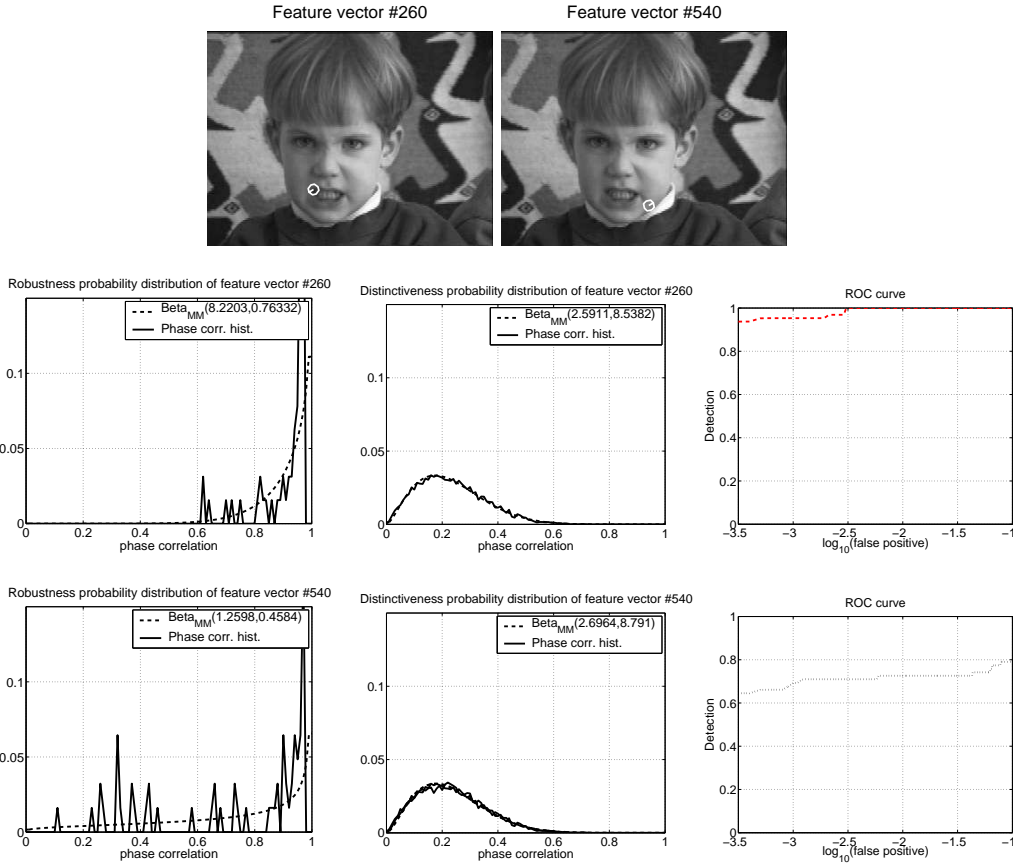 Feature vector #260 Feature vector #540
Robustness probability distribution of feature vector #260
Beta_MM(8.2203,0.76332)
Phase corr. hist.
0.1
0.05
0
0 0.2 0.4 0.6 0.8 1
phase correlation
Distinctiveness probability distribution of feature vector #260
Beta_MM(2.5911,8.5382)
Phase corr. hist.
0.1
0.05
0
0 0.2 0.4 0.6 0.8 1
phase correlation
ROC curve
1
0.8
0.6
0.4
0.2
0
Detection
−3.5 −3 −2.5 −2 −1.5 −1
log_10(false positive)
Robustness probability distribution of feature vector #540
Beta_MM(1.2598,0.4584)
Phase corr. hist.
0.1
0.05
0
0 0.2 0.4 0.6 0.8 1
phase correlation
Distinctiveness probability distribution of feature vector #540
Beta_MM(2.6964,8.791)
Phase corr. hist.
0.1
0.05
0
0 0.2 0.4 0.6 0.8 1
phase correlation
ROC curve
1
0.8
0.6
0.4
0.2
0
Detection
−3.5 −3 −2.5 −2 −1.5 −1
log_10(false positive)